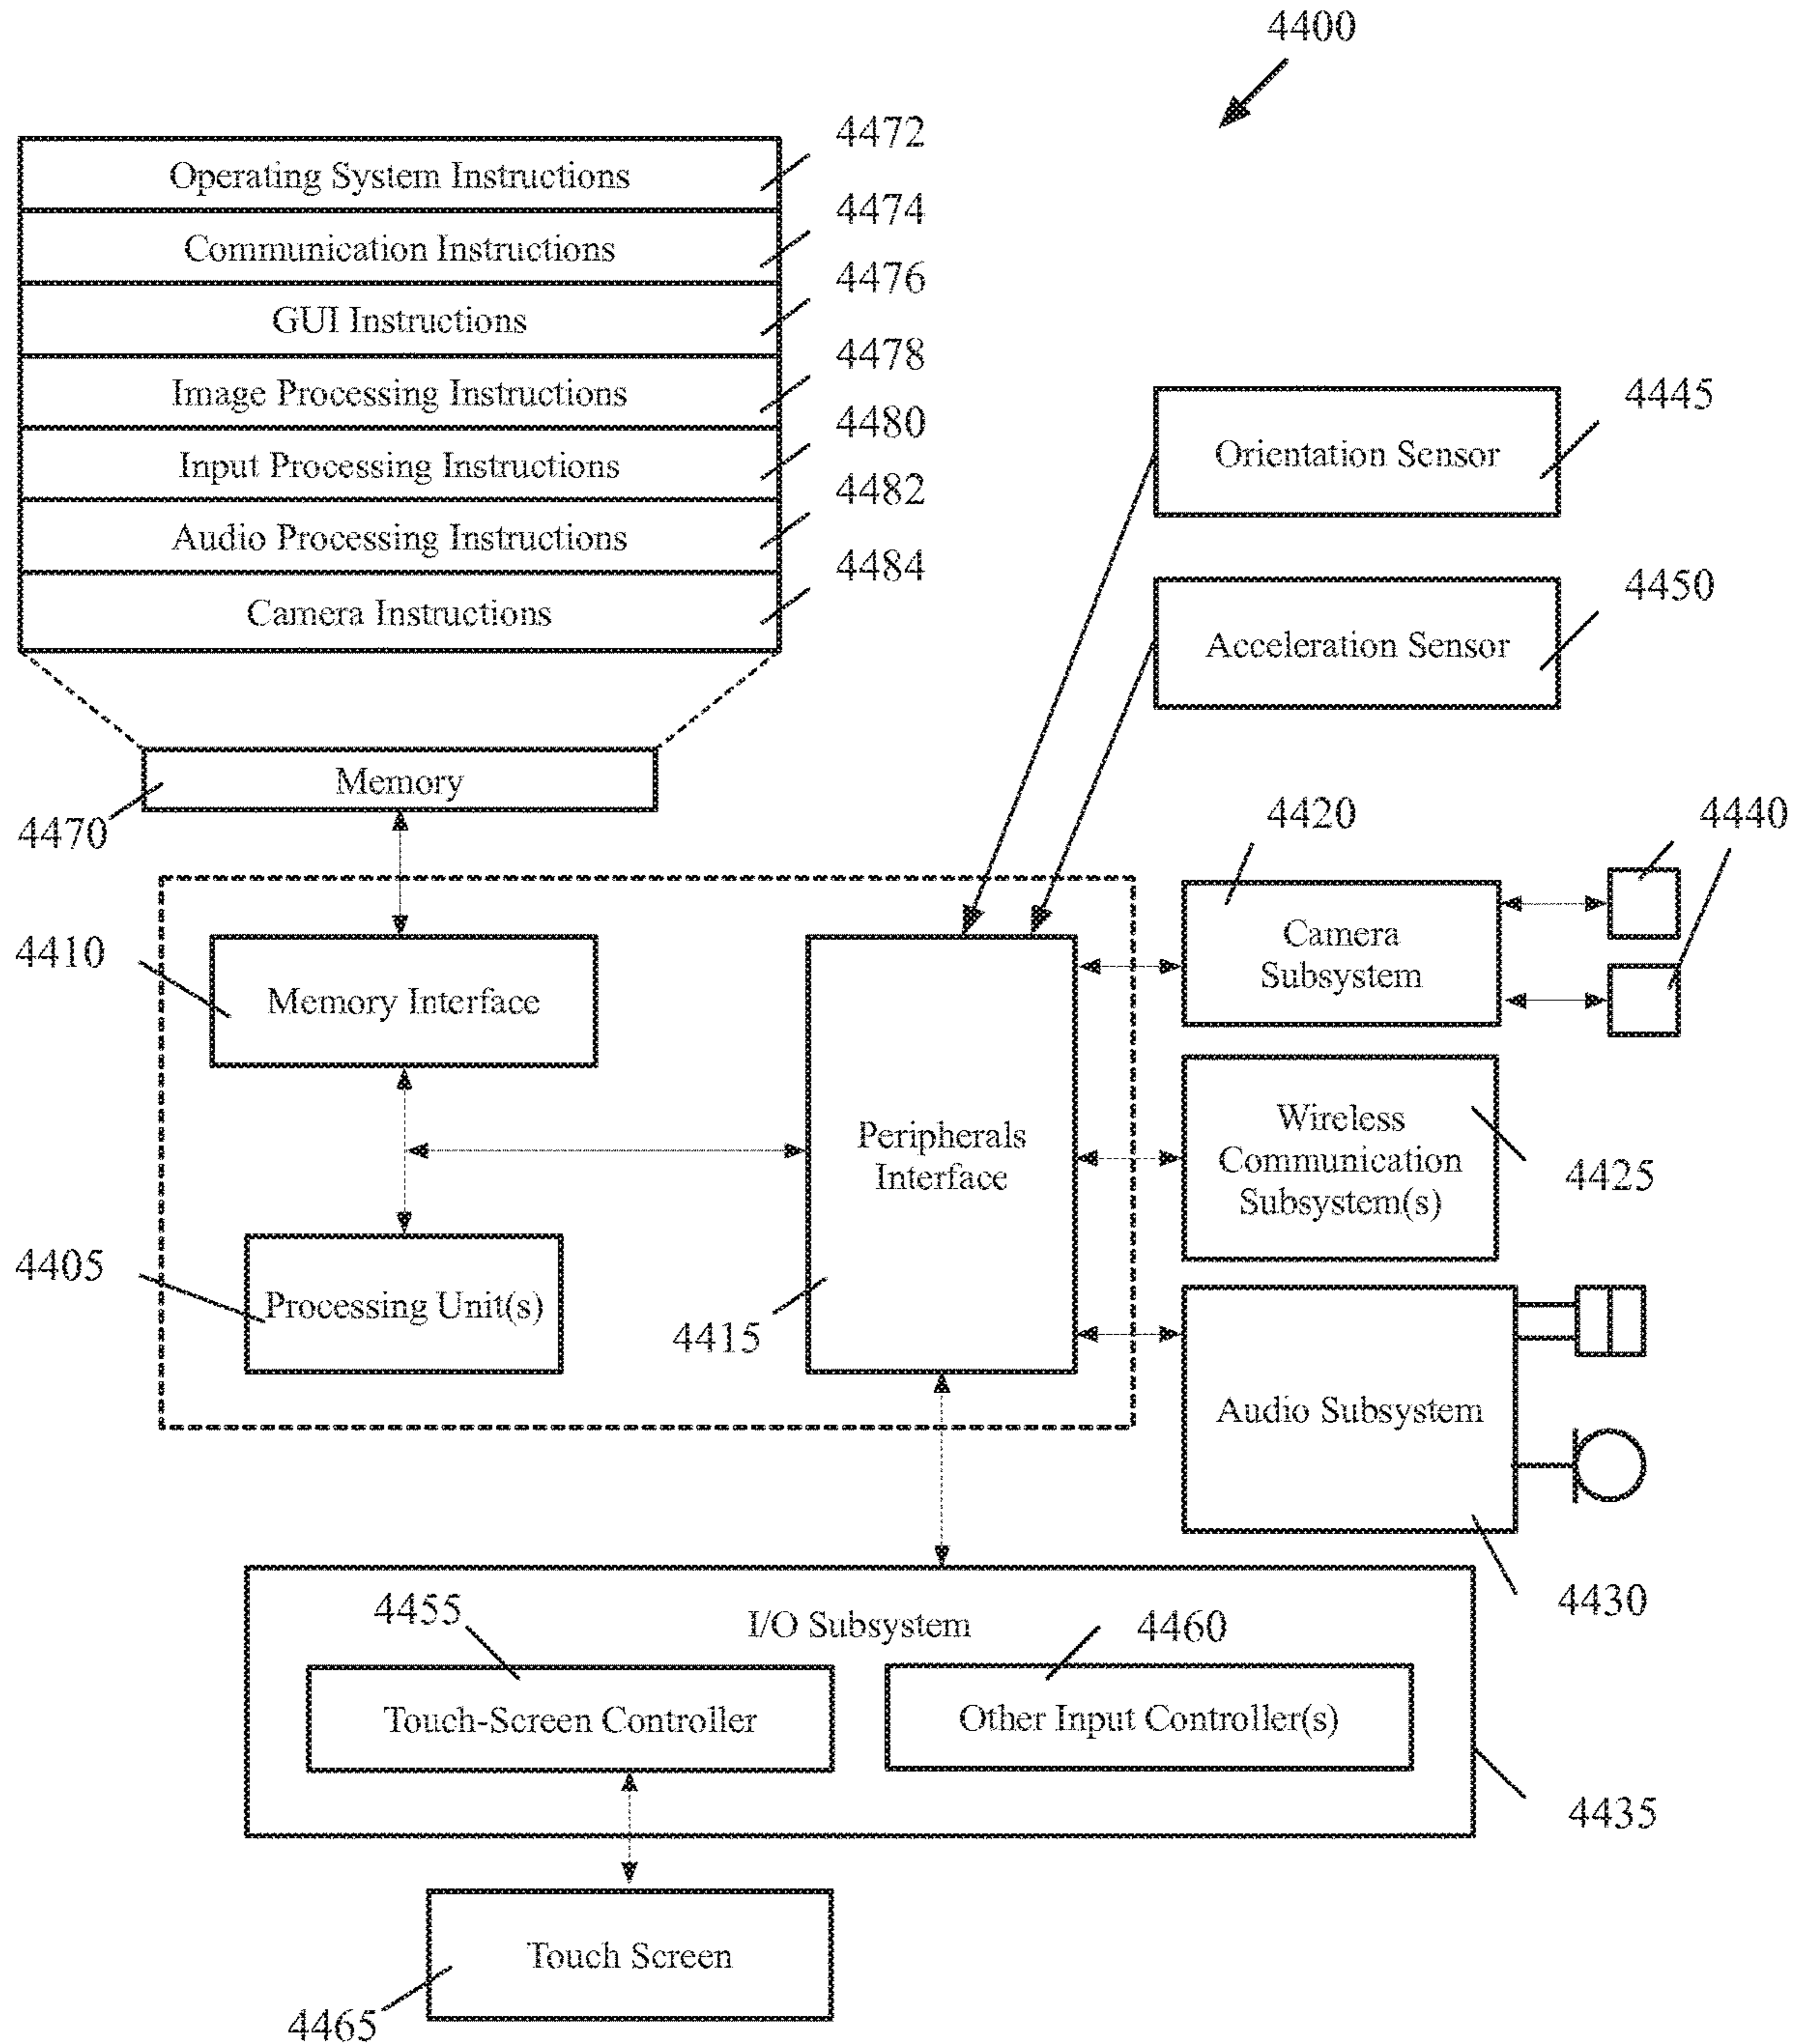 4400
4472
Operating System Instructions
4474
Communication Instructions
4476
GUI Instructions
4478
Image Processing Instructions
4480
Input Processing Instructions
4482
Audio Processing Instructions
4484
Camera Instructions
4445
Orientation Sensor
4450
Acceleration Sensor
Memory
4470
4420
4440
Camera
Subsystem
4410
Memory Interface
Peripherals
Interface
Wireless
Communication
Subsystem(s)
4425
4405
Processing Unit(s)
4415
Audio Subsystem
4430
I/O Subsystem
4455
4460
Touch-Screen Controller
Other Input Controller(s)
4435
Touch Screen
4465